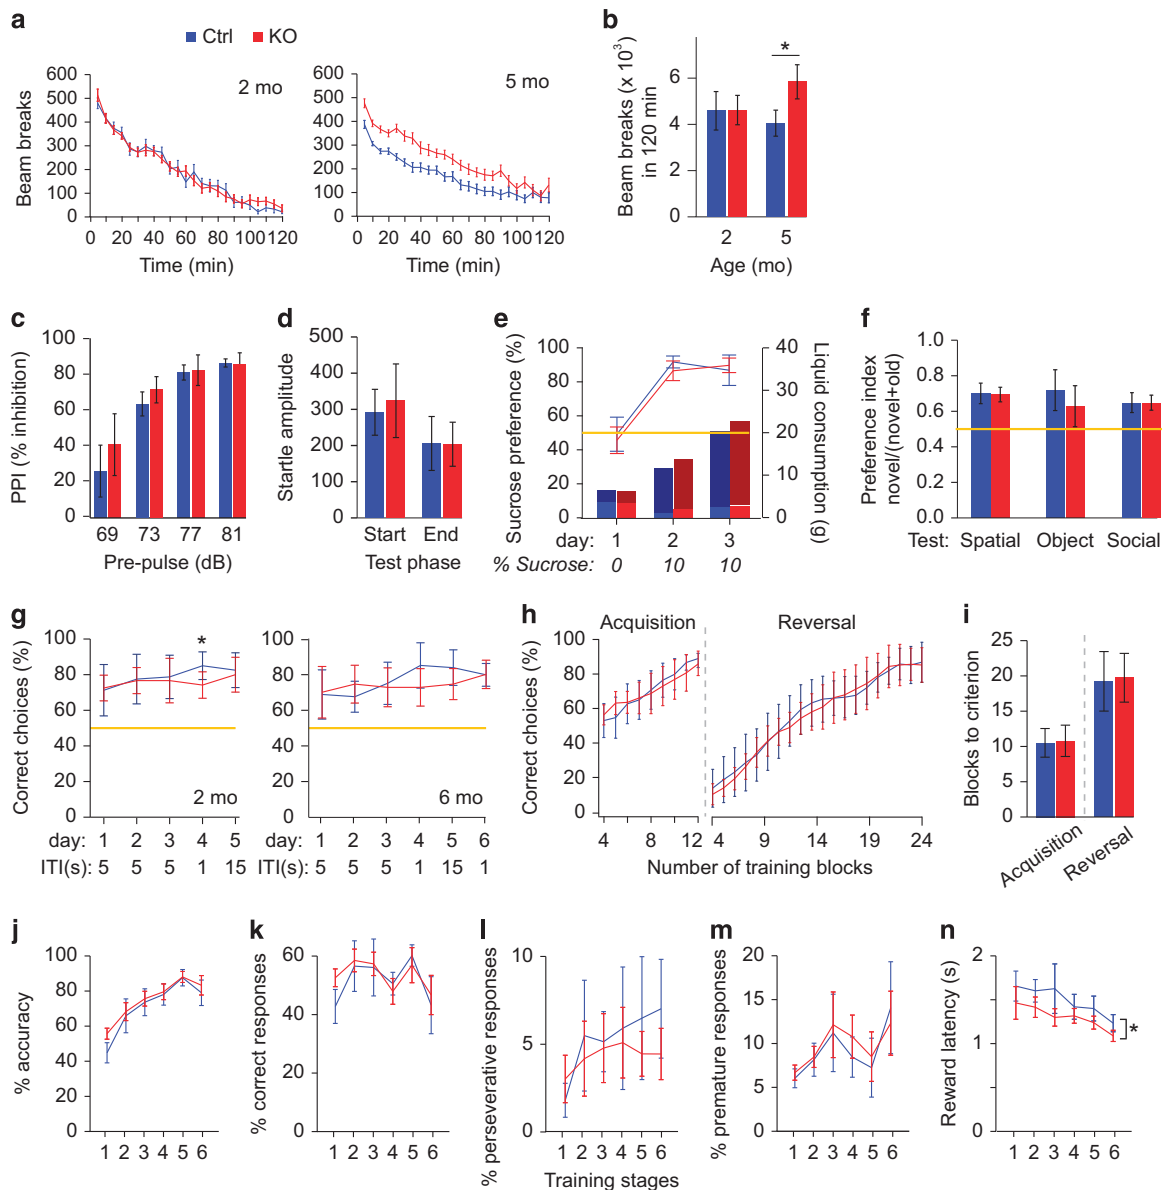 a
Ctrl KO
600
500
400
300
200
100
0
Beam breaks
2 mo
0 20 40 60 80 100 120
Time (min)
600
500
400
300
200
100
0
5 mo
0 20 40 60 80 100 120
Time (min)
b
Beam breaks (x 10³)
in 120 min
6
4
2
0
*
2 5
Age (mo)
c
PPI (% inhibition)
100
80
60
40
20
0
69 73 77 81
Pre-pulse (dB)
d
Startle amplitude
500
400
300
200
100
0
Start End
Test phase
e
Sucrose preference (%)
100
80
60
40
20
0
40
30
20
10
0
Liquid consumption (g)
day: 1 2 3
% Sucrose: 0 10 10
f
Preference index
novel/(novel+old)
1.0
0.8
0.6
0.4
0.2
0.0
Test: Spatial Object Social
g
Correct choices (%)
100
80
60
40
20
0
*
2 mo
day: 1 2 3 4 5
ITI(s): 5 5 5 1 15
100
80
60
40
20
0
6 mo
1 2 3 4 5 6
5 5 5 1 15 1
h
Acquisition Reversal
Correct choices (%)
100
80
60
40
20
0
4 8 12 4 9 14 19 24
Number of training blocks
i
Blocks to criterion
25
20
15
10
5
0
Acquisition
Reversal
j
% accuracy
100
80
60
40
20
0
1 2 3 4 5 6
k
% correct responses
60
40
20
0
1 2 3 4 5 6
l
% perseverative responses
10
5
0
1 2 3 4 5 6
Training stages
m
% premature responses
20
15
10
5
0
1 2 3 4 5 6
n
Reward latency (s)
2
1
0
*
1 2 3 4 5 6